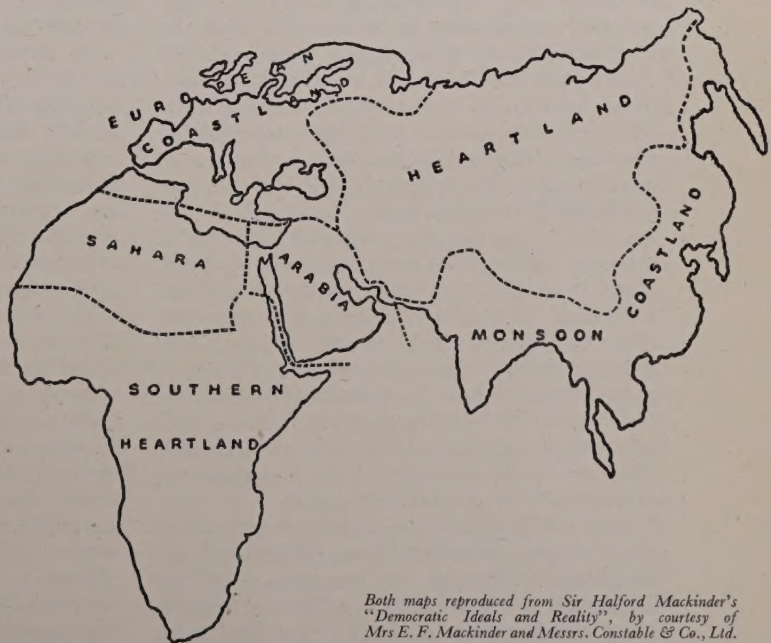 EUROPEAN
COASTLAND
HEARTLAND
SAHARA
ARABIA
MONSOON COASTLAND
SOUTHERN
HEARTLAND
Both maps reproduced from Sir Halford Mackinder's
"Democratic Ideals and Reality", by courtesy of
Mrs E. F. Mackinder and Messrs. Constable & Co., Ltd.